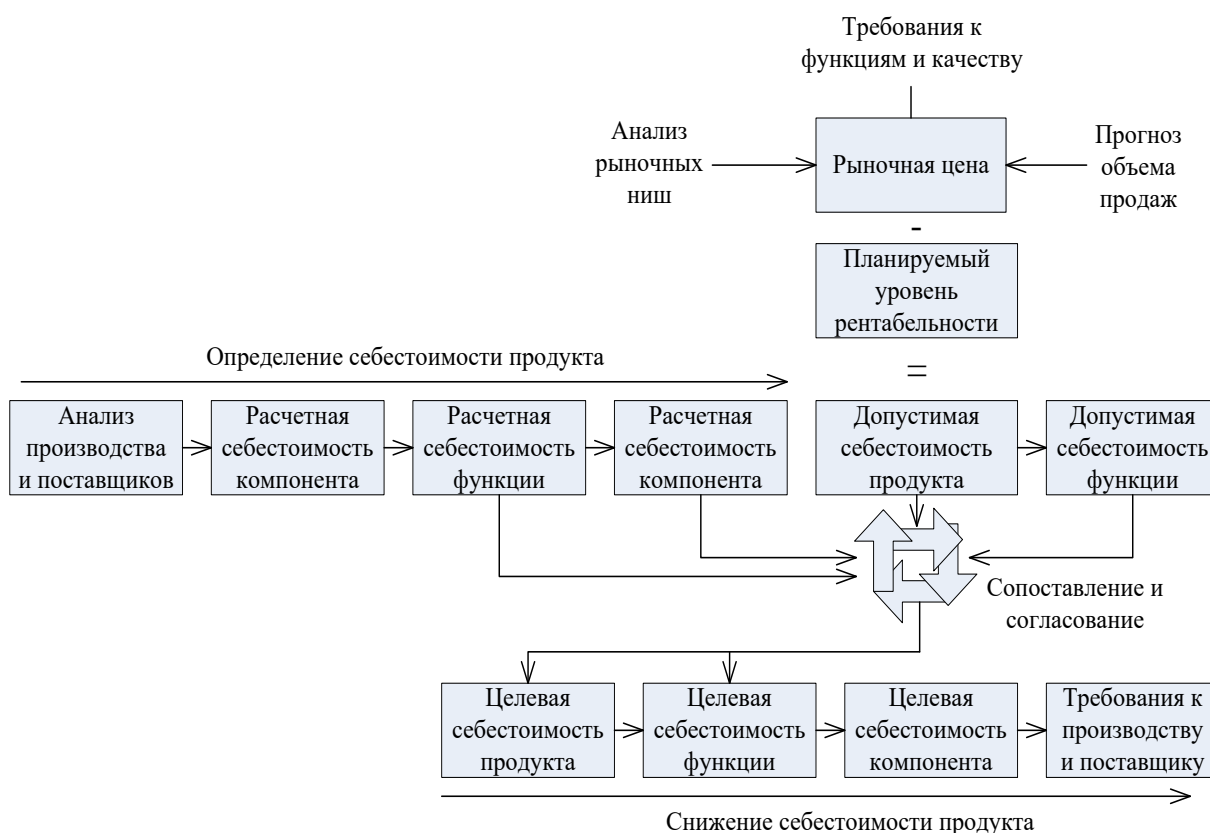 Требования к
функциям и качеству
Анализ
рыночных
ниш
Рыночная цена
Прогноз
объема
продаж
-
Планируемый
уровень
рентабельности
=
Определение себестоимости продукта
Анализ
производства
и поставщиков
Расчетная
себестоимость
компонента
Расчетная
себестоимость
функции
Расчетная
себестоимость
компонента
Допустимая
себестоимость
продукта
Допустимая
себестоимость
функции
Сопоставление и
согласование
Целевая
себестоимость
продукта
Целевая
себестоимость
функции
Целевая
себестоимость
компонента
Требования к
производству
и поставщику
Снижение себестоимости продукта